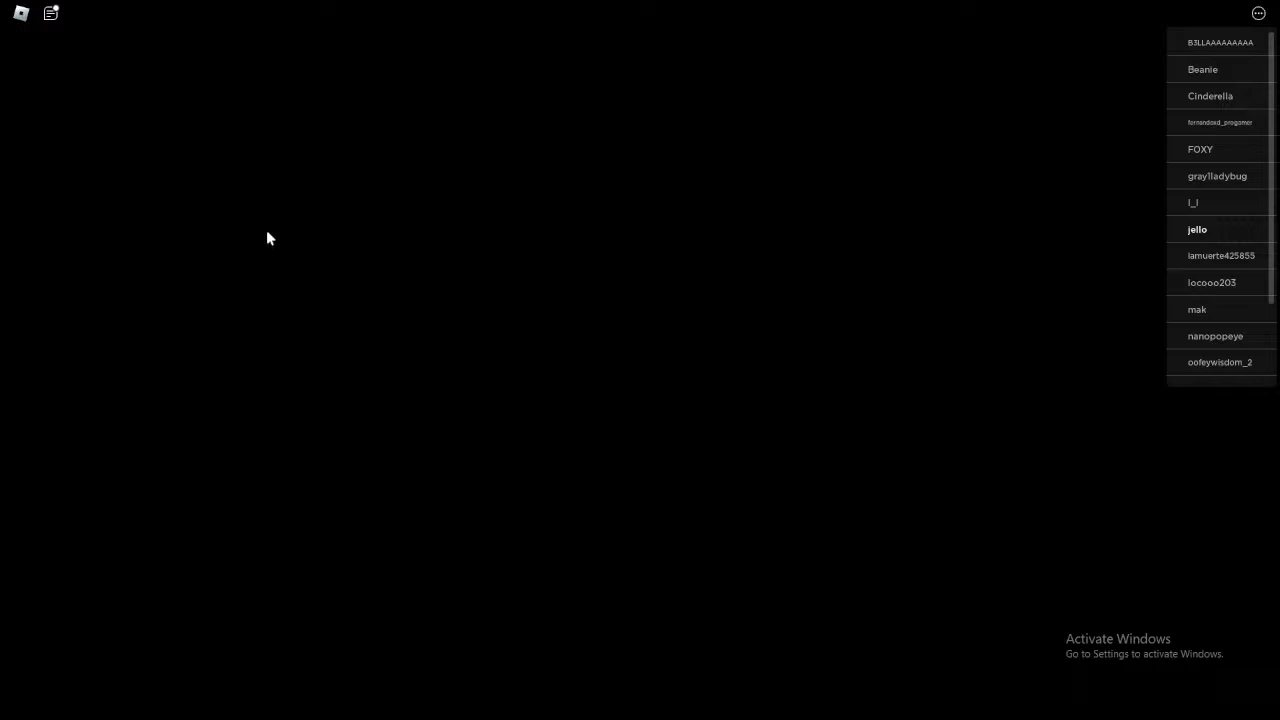 B3LLAAAAAAAAA
Beanie
Cinderella
fornandoxd_progamer
FOXY
gray1ladybug
l_l
jello
lamuerte425855
locooo203
mak
nanopopeye
oofeywisdom_2
Activate Windows
Go to Settings to activate Windows.